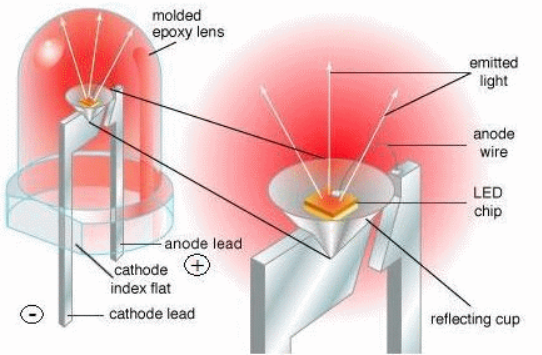 molded
epoxy lens
emitted
light
anode
wire
LED
chip
anode lead
+
cathode
index flat
-
cathode lead
reflecting cup